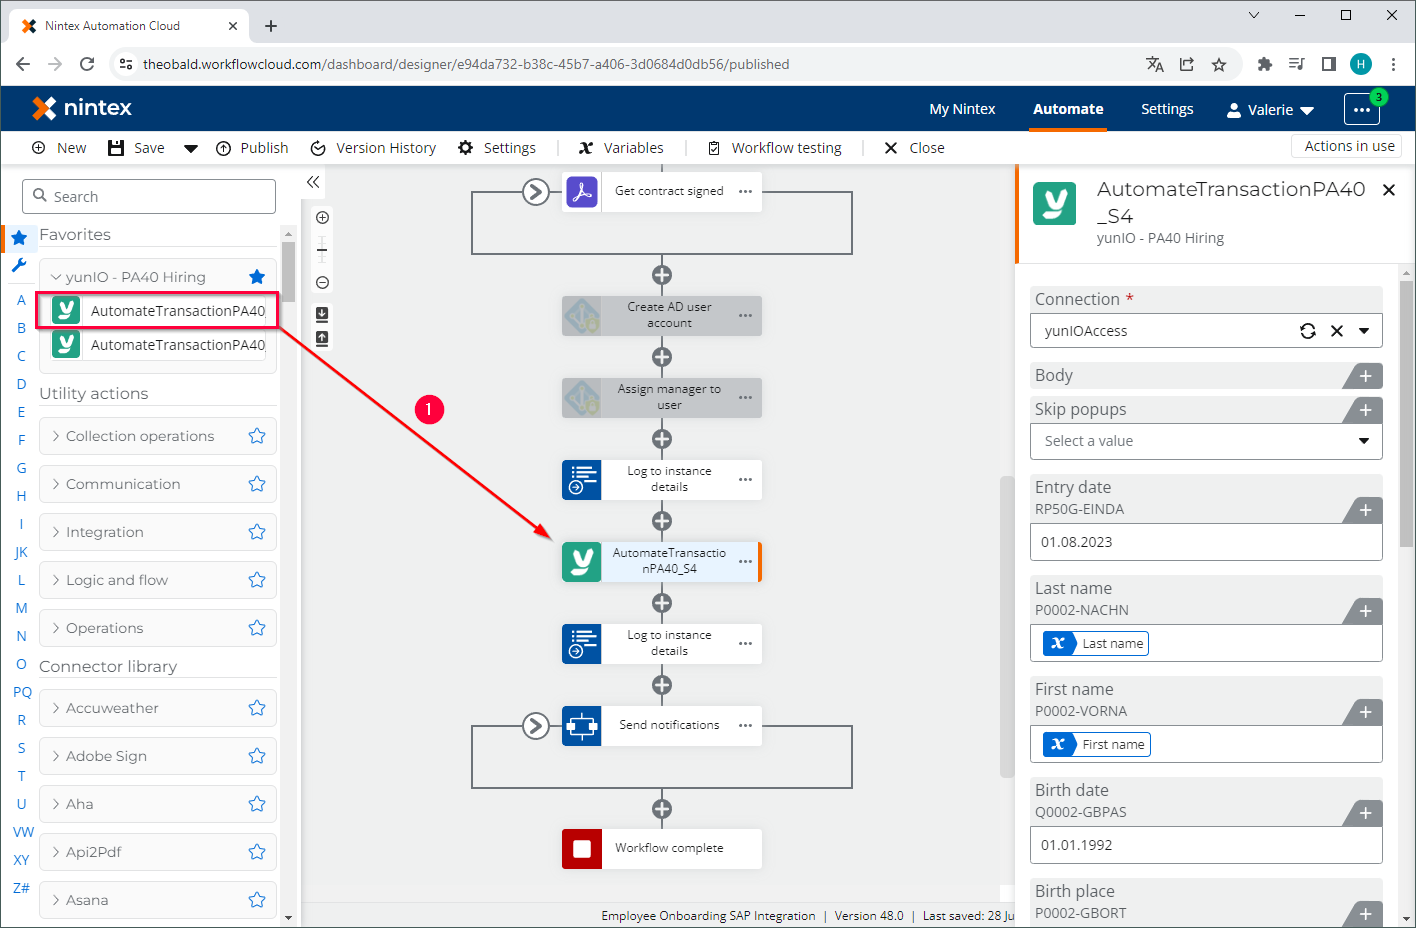 Nintex Automation Cloud
theobald.workflowcloud.com/dashboard/designer/e94da732-b38c-45b7-a406-3d0684d0db56/published
H
nintex
My Nintex
Automate
Settings
Valerie
3
New
Save
Publish
Version History
Settings
Variables
Workflow testing
Close
Actions in use
Search
Favorites
yunIO - PA40 Hiring
AutomateTransactionPA40
AutomateTransactionPA40
Utility actions
Collection operations
Communication
Integration
Logic and flow
Operations
Connector library
Accuweather
Adobe Sign
Aha
Api2Pdf
Asana
A
B
C
D
E
F
G
H
I
JK
L
M
N
O
PQ
R
S
T
U
VW
XY
Z#
1
Get contract signed
Create AD user
account
Assign manager to
user
Log to instance
details
AutomateTransactio
nPA40_S4
Log to instance
details
Send notifications
Workflow complete
Employee Onboarding SAP Integration | Version 48.0 | Last saved: 28 Ju
AutomateTransactionPA40
_S4
yunIO - PA40 Hiring
Connection *
yunIOAccess
Body
Skip popups
Select a value
Entry date
RP50G-EINDA
01.08.2023
Last name
P0002-NACHN
Last name
First name
P0002-VORNA
First name
Birth date
Q0002-GBPAS
01.01.1992
Birth place
P0002-GBORT